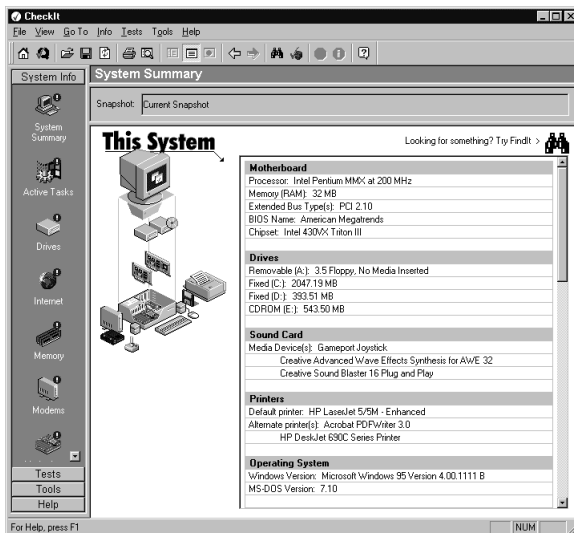 CheckIt
File View Go To Info Tests Tools Help
System Info
System Summary
System
Summary
Active Tasks
Drives
Internet
Memory
Modems
Tests
Tools
Help
Snapshot: Current Snapshot
This System
Looking for something? Try FindIt >
Motherboard
Processor: Intel Pentium MMX at 200 MHz
Memory (RAM): 32 MB
Extended Bus Type(s): PCI 2.10
BIOS Name: American Megatrends
Chipset: Intel 430VX Triton III
Drives
Removable (A:): 3.5 Floppy, No Media Inserted
Fixed (C:): 2047.19 MB
Fixed (D:): 393.51 MB
CDROM (E:): 543.50 MB
Sound Card
Media Device(s): Gameport Joystick
Creative Advanced Wave Effects Synthesis for AWE 32
Creative Sound Blaster 16 Plug and Play
Printers
Default printer: HP LaserJet 5/5M - Enhanced
Alternate printer(s): Acrobat PDFWriter 3.0
HP DeskJet 690C Series Printer
Operating System
Windows Version: Microsoft Windows 95 Version 4.00.1111 B
MS-DOS Version: 7.10
For Help, press F1
NUM